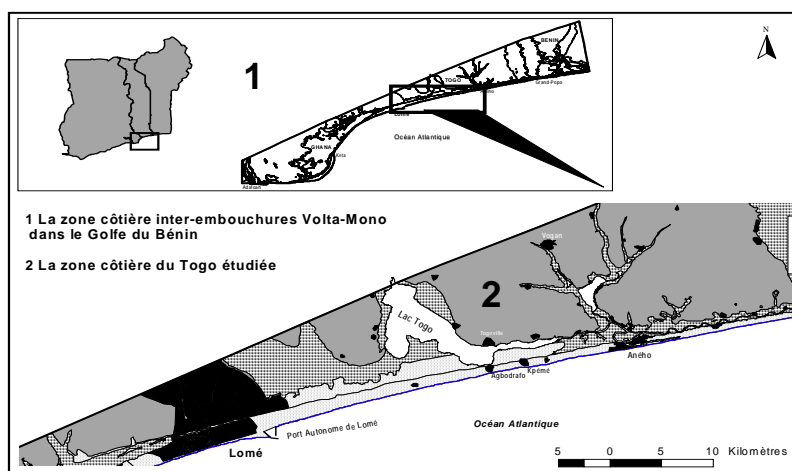 N
1
BENIN
TOGO
Grand-Popo
Lomé
Océan Atlantique
GHANA
Keta
1 La zone côtière inter-embouchures Volta-Mono
dans le Golfe du Bénin
2 La zone côtière du Togo étudiée
Vogan
2
Lac Togo
Togoville
Aného
Kpémé
Agbodrafo
Port Autonome de Lomé
Océan Atlantique
Lomé
5 0 5 10 Kilomètres